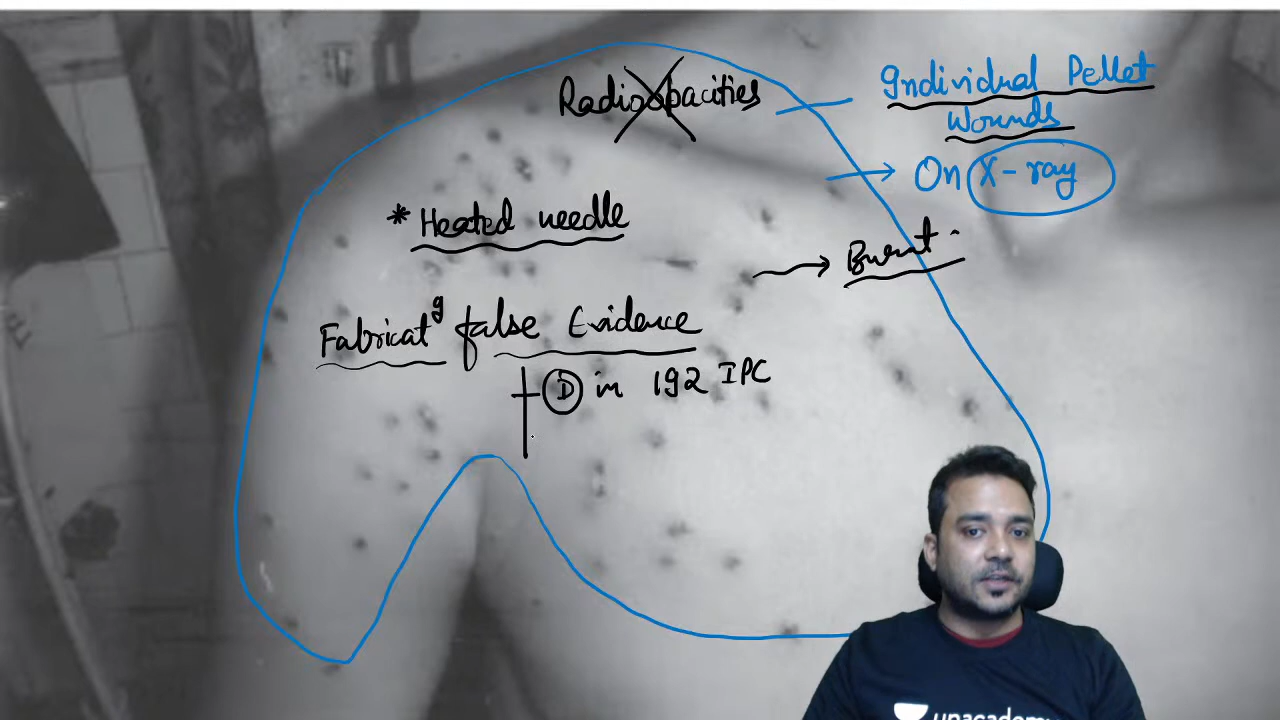 Radioopacities
Individual Pellet
Wounds
On X-ray
* Heated needle
Burnt
Fabricatg false Evidence
D in 192 IPC
unacademy